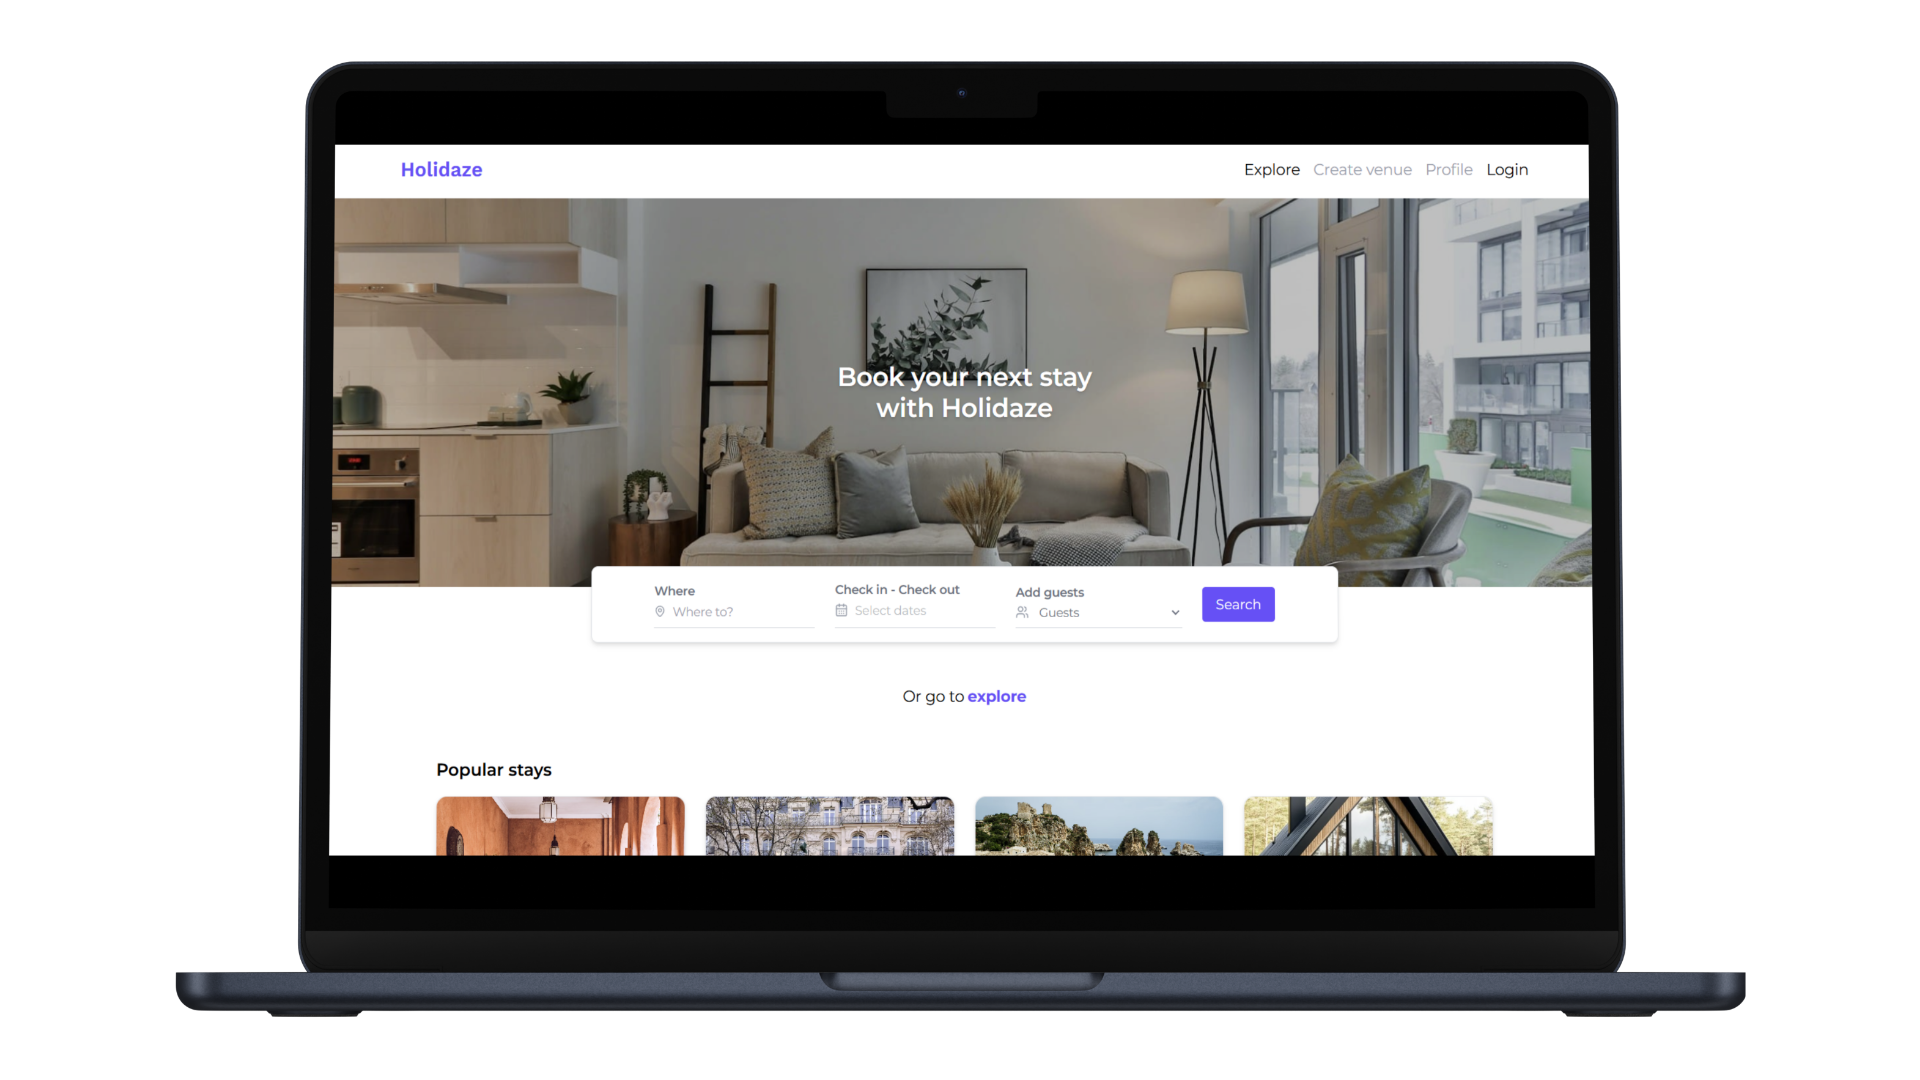 Holidaze
Explore Create venue Profile Login
Book your next stay
with Holidaze
Where
Where to?
Check in - Check out
Select dates
Add guests
Guests
Search
Or go to explore
Popular stays